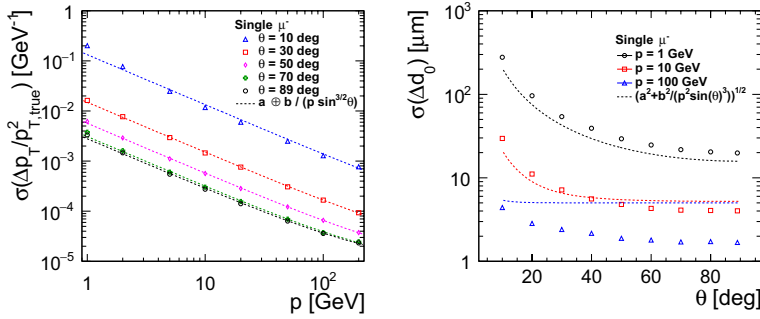 Single μ⁻
θ = 10 deg
θ = 30 deg
θ = 50 deg
θ = 70 deg
θ = 89 deg
a ⊕ b / (p sin^{3/2}θ)
σ(Δp_T/p²_{T,true}) [GeV⁻¹]
1
10⁻¹
10⁻²
10⁻³
10⁻⁴
10⁻⁵
1 10 10²
p [GeV]
Single μ⁻
p = 1 GeV
p = 10 GeV
p = 100 GeV
(a²+b²/(p²sin(θ)³))^{1/2}
σ(Δd₀) [μm]
10³
10²
10
1
20 40 60 80
θ [deg]